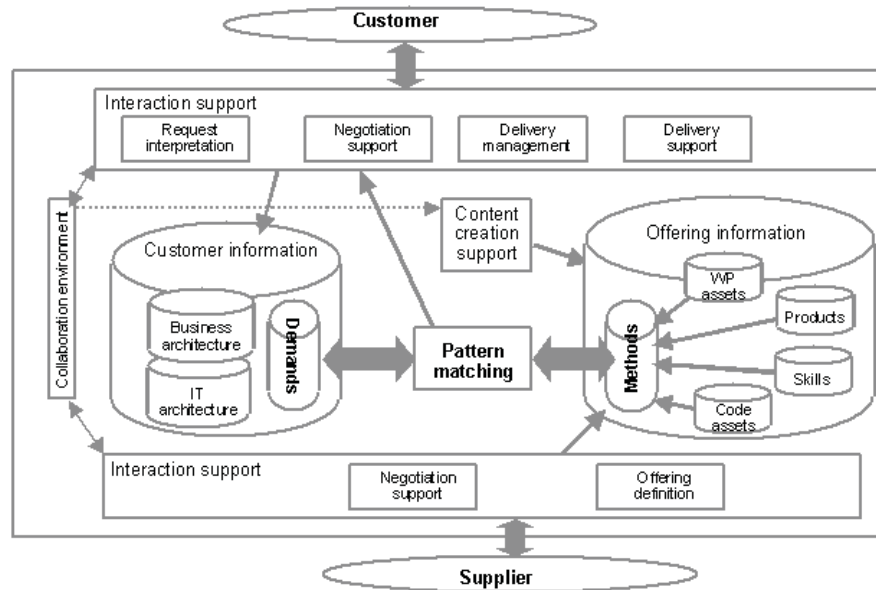 Customer
Interaction support
Request
interpretation
Negotiation
support
Delivery
management
Delivery
support
Collaboration environment
Customer information
Content
creation
support
Offering information
Business
architecture
IT
architecture
Demands
Pattern
matching
Methods
WP
assets
Products
Skills
Code
assets
Interaction support
Negotiation
support
Offering
definition
Supplier